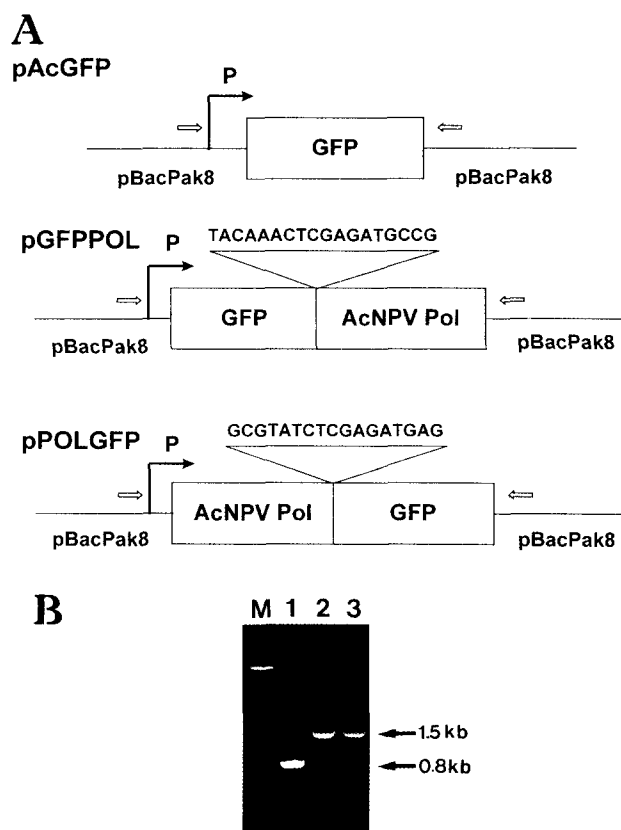 A
pAcGFP
P
GFP
pBacPak8 pBacPak8
pGFPPOL
P
TACAAACTCGAGATGCCG
GFP AcNPV Pol
pBacPak8 pBacPak8
pPOLGFP
P
GCGTATCTCGAGATGAG
AcNPV Pol GFP
pBacPak8 pBacPak8
B
M 1 2 3
1.5 kb
0.8kb